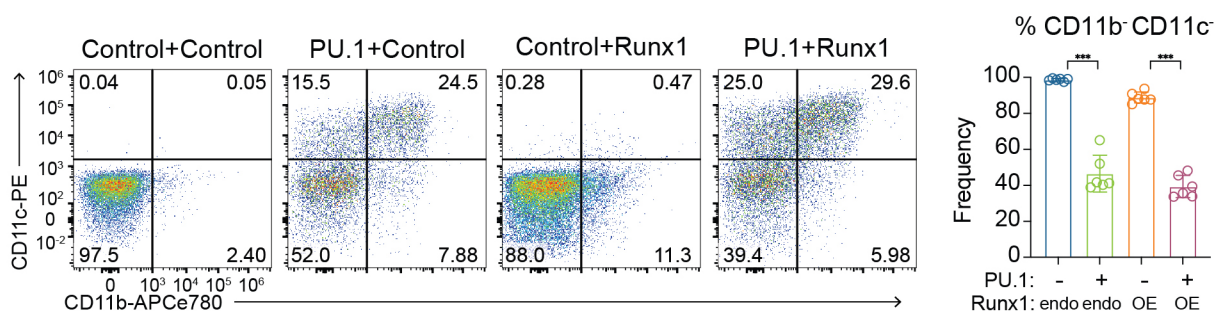 Control+Control
PU.1+Control
Control+Runx1
PU.1+Runx1
% CD11b- CD11c-
0.04 0.05
15.5 24.5
0.28 0.47
25.0 29.6
97.5 2.40
52.0 7.88
88.0 11.3
39.4 5.98
CD11c-PE
10⁶
10⁵
10⁴
10³
10²
0
10⁻²
0 10³ 10⁴ 10⁵ 10⁶
CD11b-APCe780
Frequency
100
80
60
40
20
0
*** ***
PU.1: - + - +
Runx1: endo endo OE OE